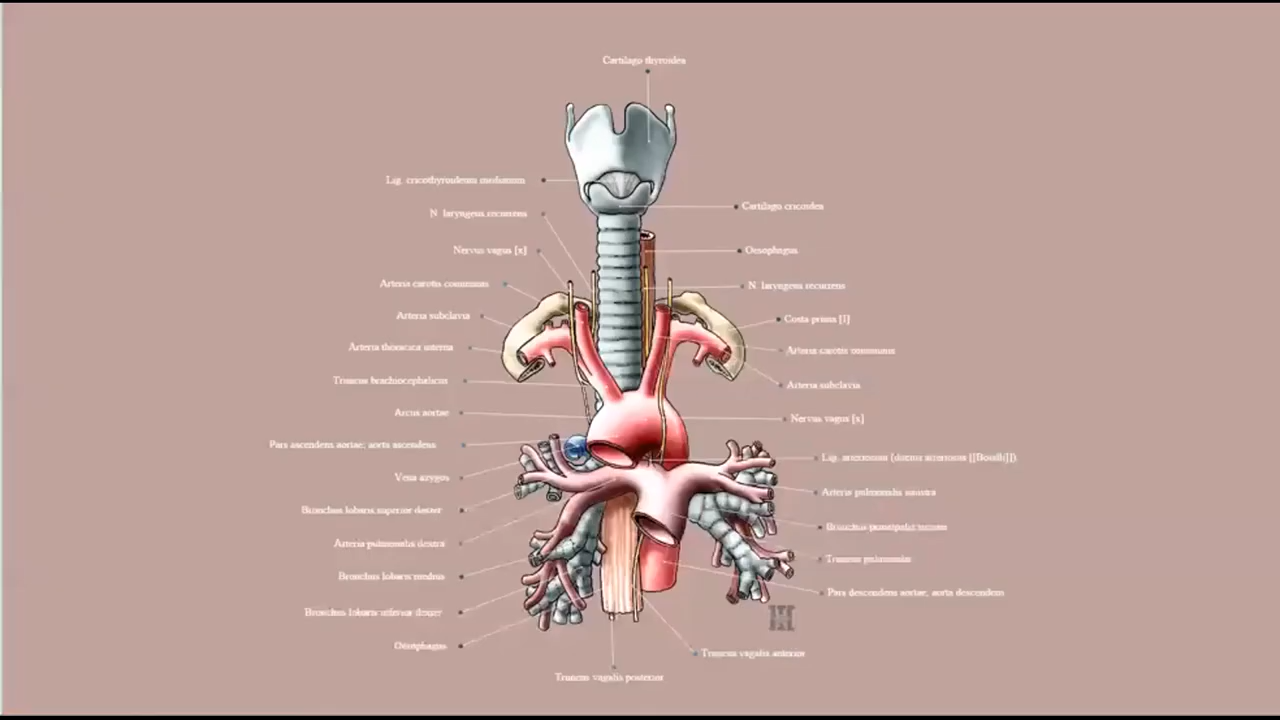 Cartilago thyroidea
Lig. cricothyroideum medianum
Cartilago cricoidea
N. laryngeus recurrens
Nervus vagus [x]
Oesophagus
Arteria carotis communis
N. laryngeus recurrens
Arteria subclavia
Costa prima [I]
Arteria thoracica interna
Arteria carotis communis
Truncus brachiocephalicus
Arteria subclavia
Arcus aortae
Nervus vagus [x]
Pars ascendens aortae; aorta ascendens
Lig. arteriosum [ductus arteriosus [[Botalli]]]
Vena azygos
Arteria pulmonalis sinistra
Bronchus lobaris superior dexter
Bronchus principalis sinister
Arteria pulmonalis dextra
Truncus pulmonalis
Bronchus lobaris medius
Pars descendens aortae, aorta descendens
Bronchus lobaris inferior dexter
Oesophagus
Truncus vagalis anterior
Truncus vagalis posterior